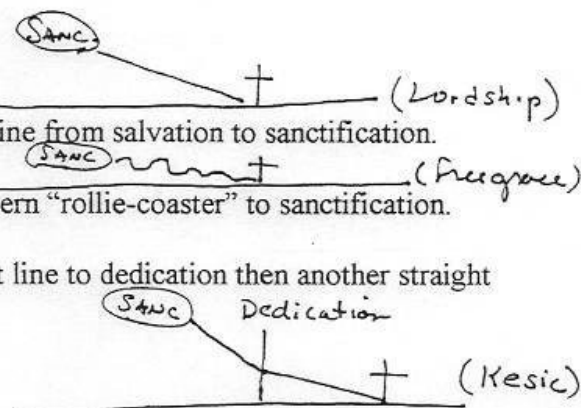 SANC.
(Lordship)
ine from salvation to sanctification.
SANC
(Freegrace)
ern “rollie-coaster” to sanctification.
t line to dedication then another straight
SANC
Dedication
(Kesic)